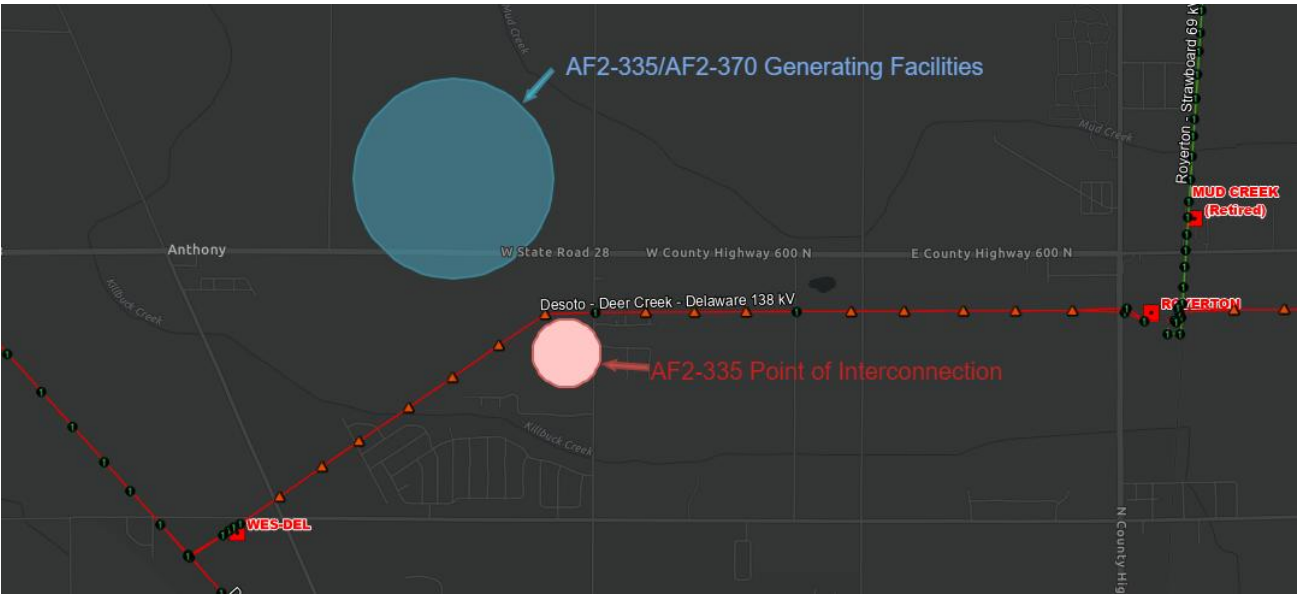 Mud Creek
AF2-335/AF2-370 Generating Facilities
Royerton - Strawboard 69 kV
Mud Creek
MUD CREEK
(Retired)
Anthony
W State Road 28
W County Highway 600 N
E County Highway 600 N
Killbuck Creek
Desoto - Deer Creek - Delaware 138 kV
ROYERTON
AF2-335 Point of Interconnection
Killbuck Creek
WES-DEL
N County Hig